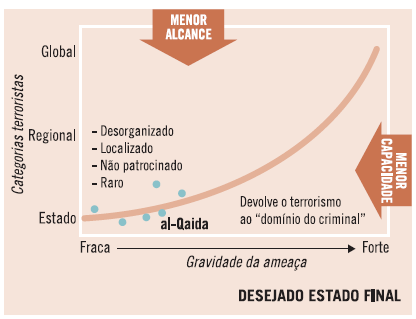 MENOR
ALCANCE
Categorias terroristas
Global
Regional
Estado
– Desorganizado
– Localizado
– Não patrocinado
– Raro
al-Qaida
Devolve o terrorismo
ao “domínio do criminal”
MENOR
CAPACIDADE
Fraca
Forte
Gravidade da ameaça
DESEJADO ESTADO FINAL